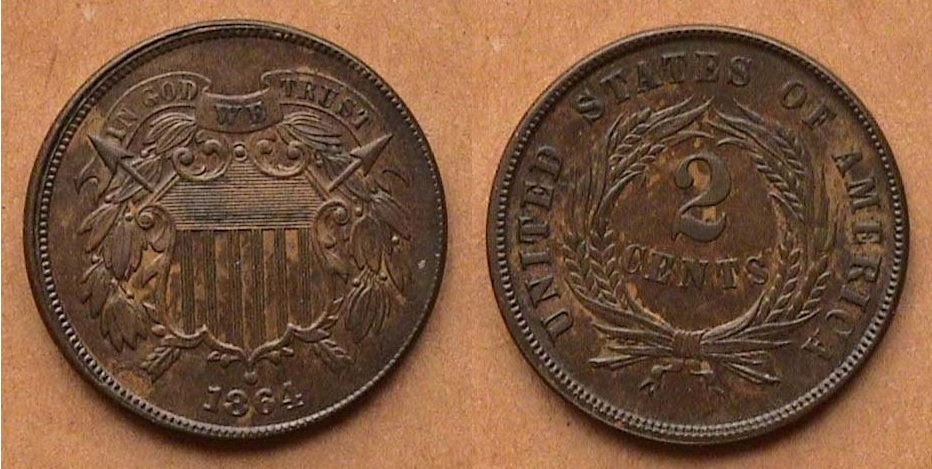 IN GOD WE TRUST
1864
UNITED STATES OF AMERICA
2
CENTS